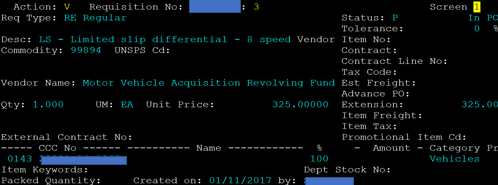 Action: V Requisition No: : 3 Screen 1
Req Type: RE Regular Status: P In PO
Tolerance: 0 %
Desc: LS - Limited slip differential - 8 speed Vendor Item No:
Commodity: 99894 UNSPS Cd: Contract:
Contract Line No:
Tax Code:
Vendor Name: Motor Vehicle Acquisition Revolving Fund Est Freight:
Advance PO:
Qty: 1.000 UM: EA Unit Price: 325.00000 Extension: 325.00
Item Freight:
Item Tax:
External Contract No: Promotional Item Cd:
----- CCC No ------ ----------- Name ------------- % - Amount - Category Pr
0143 100 Vehicles
Item Keywords: Dept Stock No:
Packed Quantity: Created on: 01/11/2017 by: